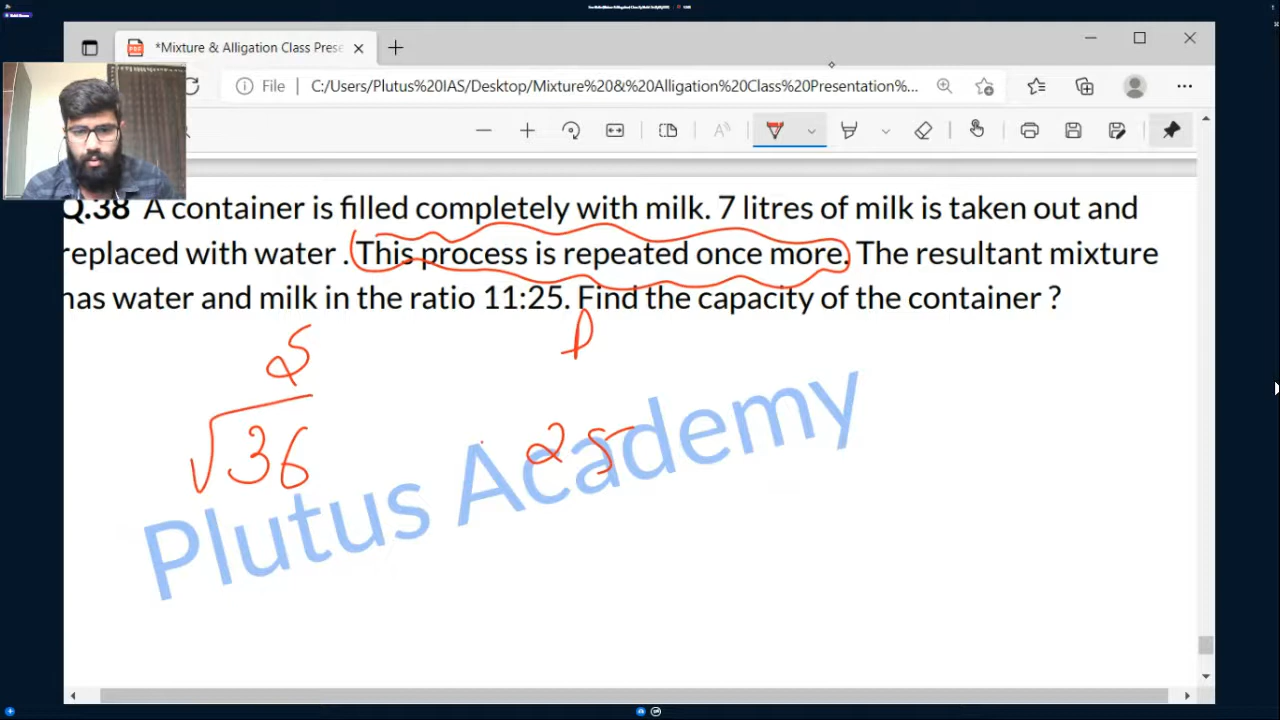 *Mixture & Alligation Class Prese
File
C:/Users/Plutus%20IAS/Desktop/Mixture%20&%20Alligation%20Class%20Presentation%...
Q.38 A container is filled completely with milk. 7 litres of milk is taken out and
replaced with water . This process is repeated once more. The resultant mixture
has water and milk in the ratio 11:25. Find the capacity of the container ?
√36
25
Plutus Academy